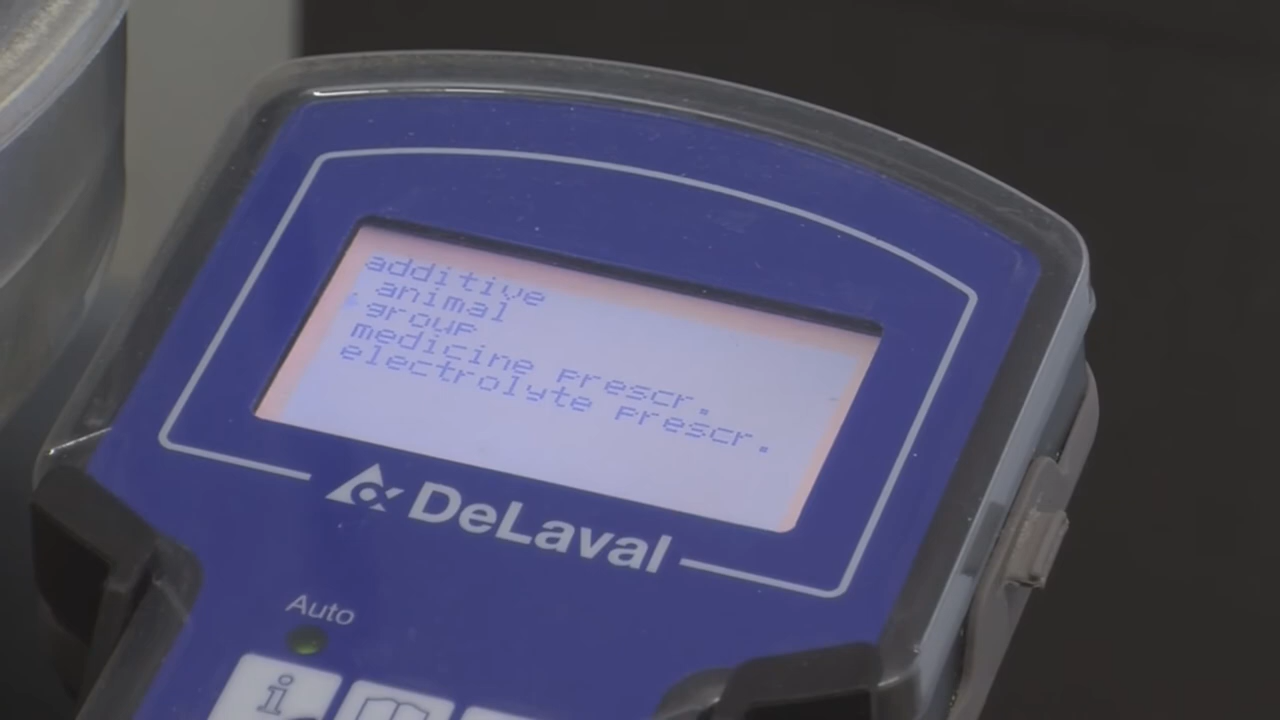 additive
animal
group
medicine prescr.
electrolyte prescr.
DeLaval
Auto
i